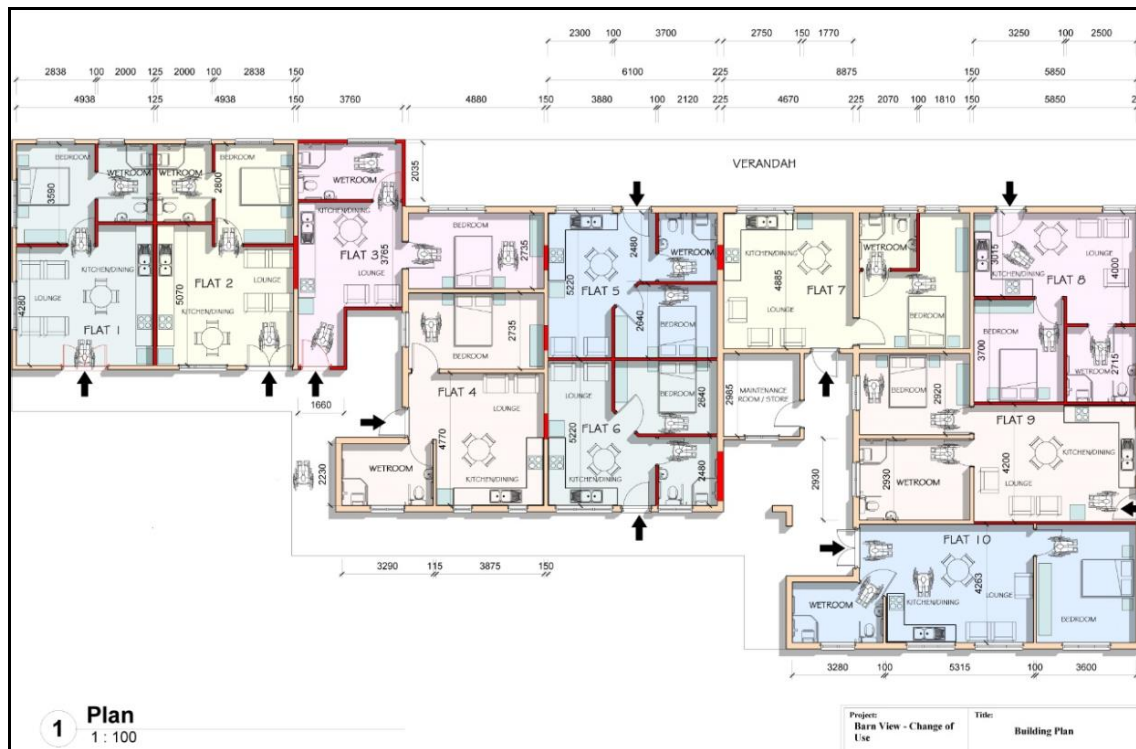 2300 100 3700 2750 150 1770 3250 100 2500
2838 100 2000 125 2000 100 2838 150 6100 225 8875 150 5850
4938 125 4938 150 3760 4880 150 3880 100 2120 225 4670 225 2070 100 1810 150 5850 2
VERANDAH
2035
BEDROOM
3590
WETROOM
KITCHEN/DINING
LOUNGE
4280
FLAT 1
WETROOM
BEDROOM
2800
LOUNGE
FLAT 2
5070
KITCHEN/DINING
WETROOM
KITCHEN/DINING
FLAT 3
3765
LOUNGE
1660
BEDROOM
2735
2735
BEDROOM
FLAT 4
LOUNGE
4770
KITCHEN/DINING
WETROOM
2230
KITCHEN/DINING
2480
WETROOM
5220
FLAT 5
2640
BEDROOM
LOUNGE
LOUNGE
BEDROOM
2640
5220
FLAT 6
KITCHEN/DINING
2480
WETROOM
KITCHEN/DINING
4885
FLAT 7
LOUNGE
WETROOM
BEDROOM
MAINTENANCE
ROOM / STORE
2985
3015
KITCHEN/DINING
LOUNGE
4000
FLAT 8
BEDROOM
3700
WETROOM
2715
BEDROOM
2920
FLAT 9
KITCHEN/DINING
4200
LOUNGE
2930
2930
WETROOM
FLAT 10
WETROOM
KITCHEN/DINING
4263
LOUNGE
BEDROOM
3290 115 3875 150
3280 100 5315 100 3600
1 Plan
1 : 100
Project:
Barn View - Change of
Use
Title:
Building Plan